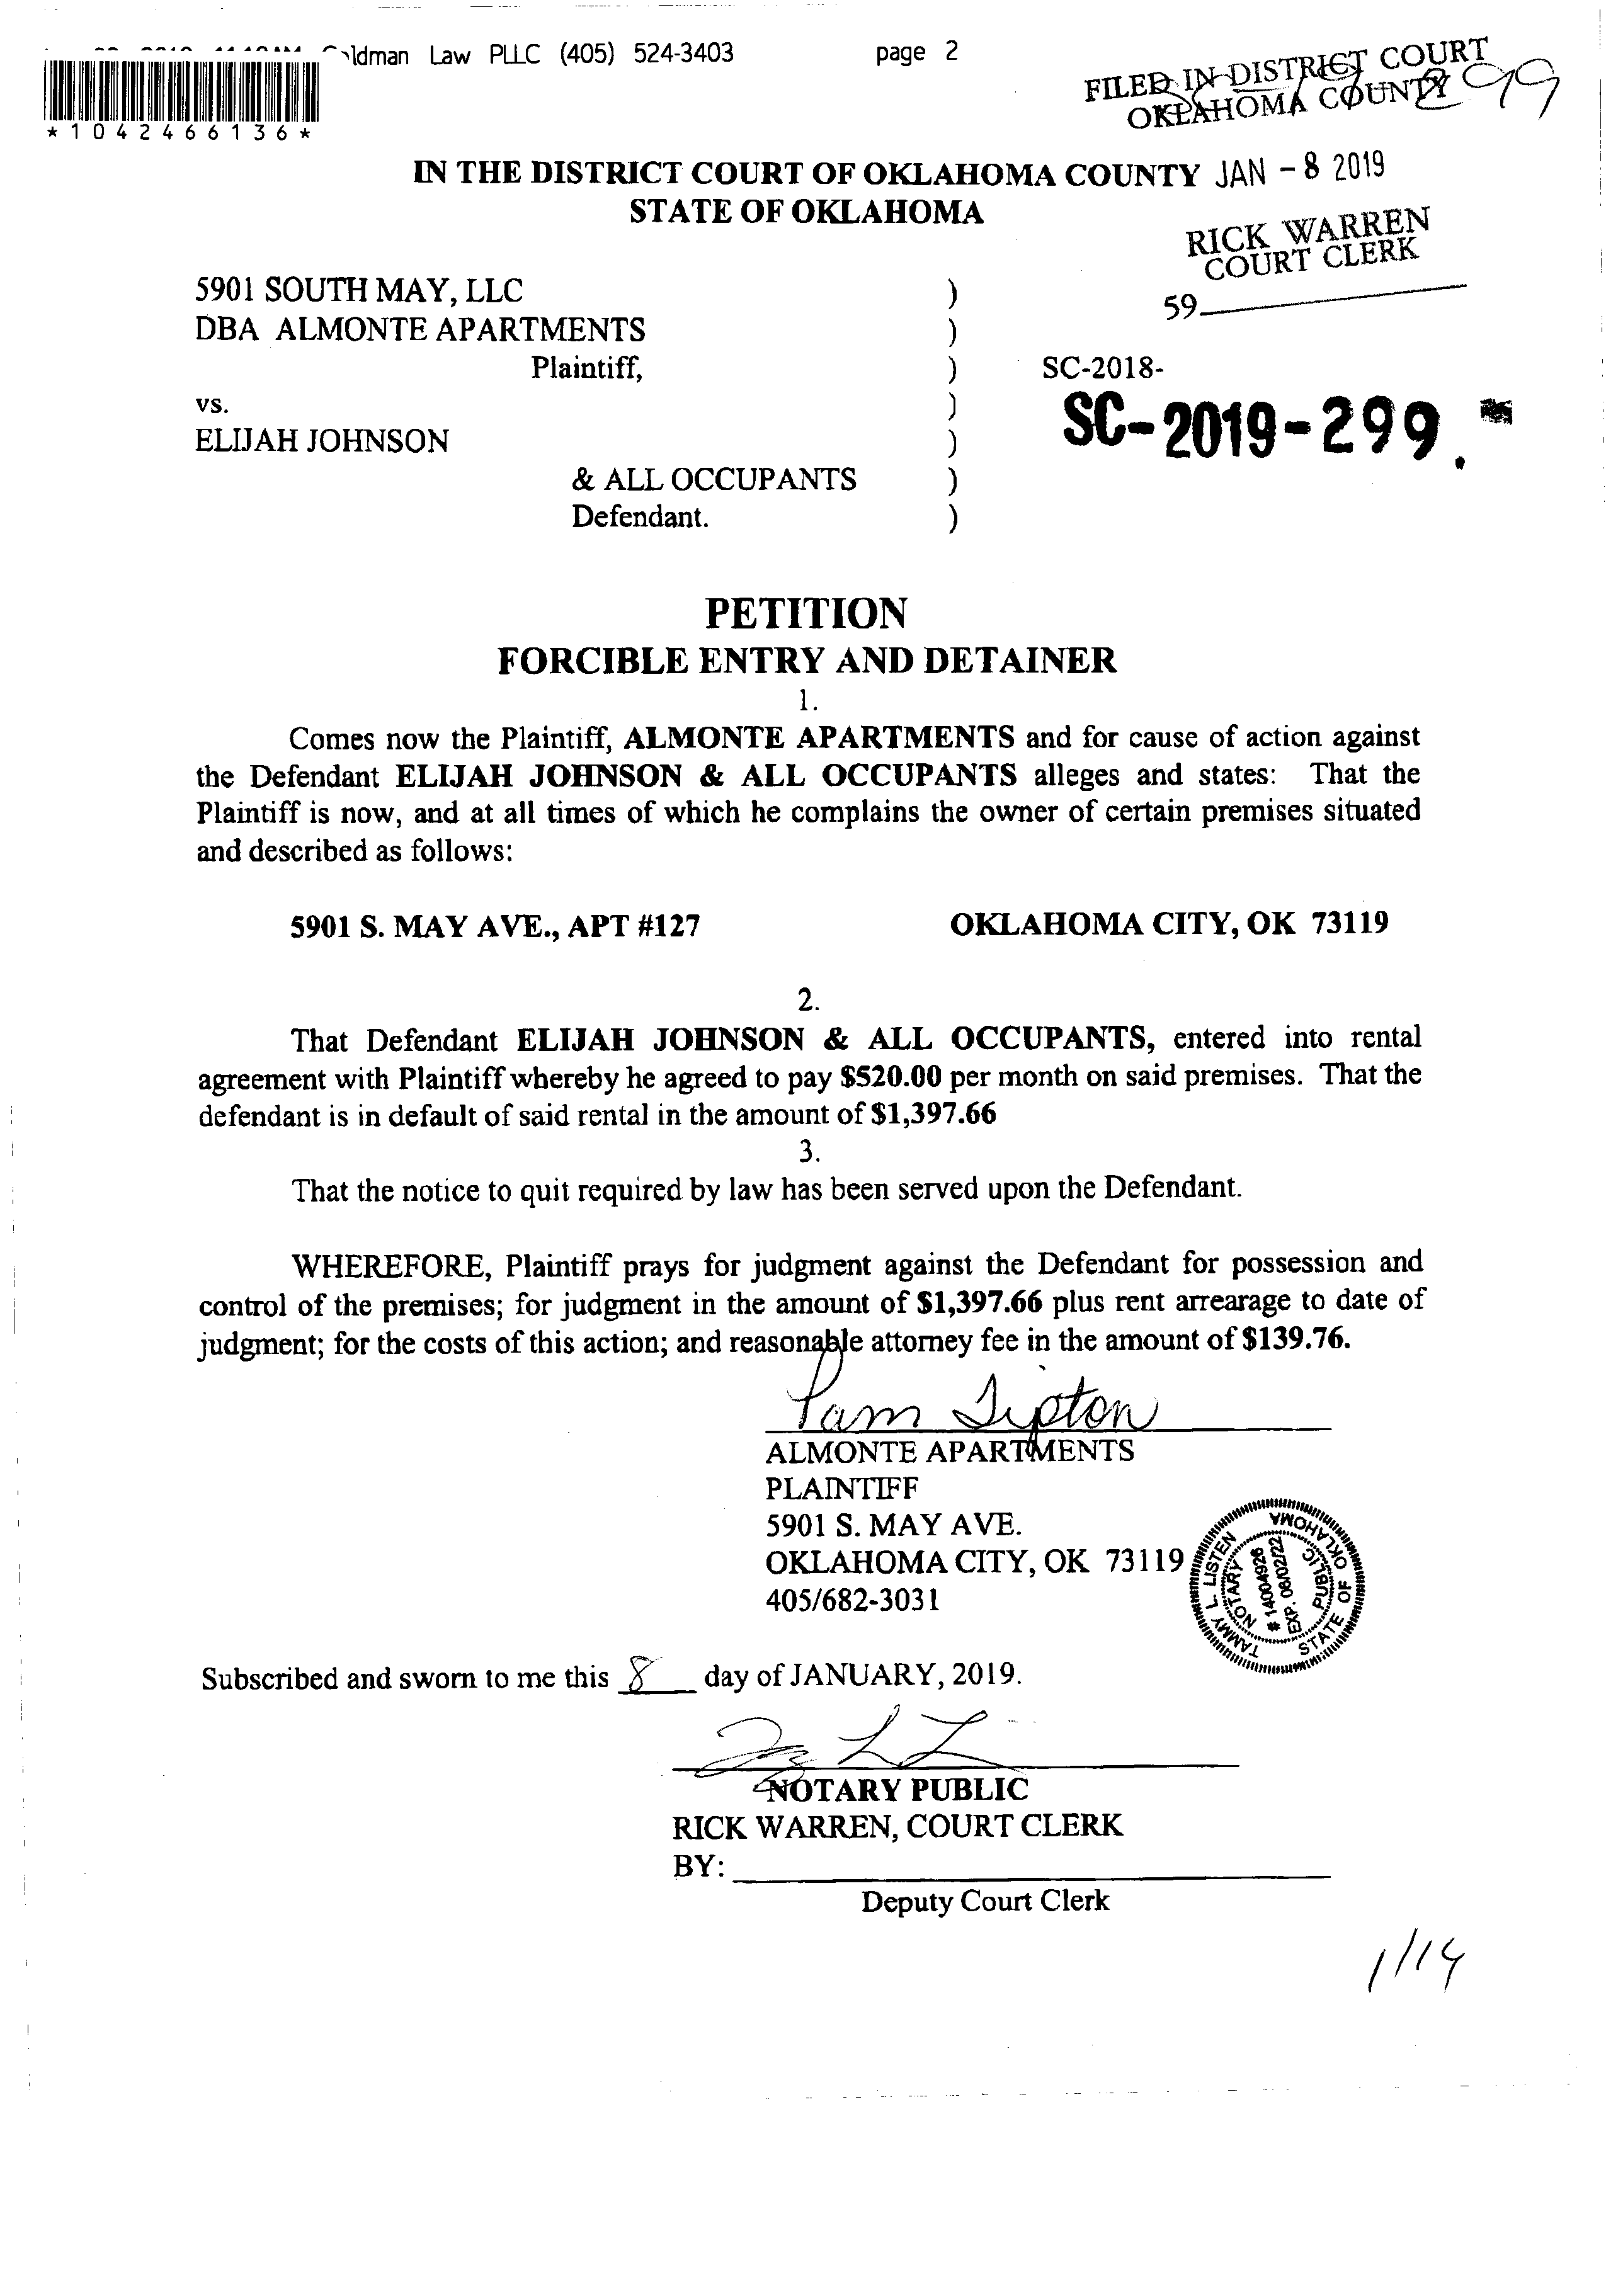 Law PLLC (405) 524-3403 page 2
*1042466136*
FILED IN DISTRICT COURT
OKLAHOMA COUNTY
299
IN THE DISTRICT COURT OF OKLAHOMA COUNTY JAN - 8 2019
STATE OF OKLAHOMA
RICK WARREN
COURT CLERK
59
5901 SOUTH MAY, LLC )
DBA ALMONTE APARTMENTS )
Plaintiff, ) SC-2018-
vs. )
SC-2019-299
ELIJAH JOHNSON )
& ALL OCCUPANTS )
Defendant. )
PETITION
FORCIBLE ENTRY AND DETAINER
1.
Comes now the Plaintiff, ALMONTE APARTMENTS and for cause of action against
the Defendant ELIJAH JOHNSON & ALL OCCUPANTS alleges and states: That the
Plaintiff is now, and at all times of which he complains the owner of certain premises situated
and described as follows:
5901 S. MAY AVE., APT #127 OKLAHOMA CITY, OK 73119
2.
That Defendant ELIJAH JOHNSON & ALL OCCUPANTS, entered into rental
agreement with Plaintiff whereby he agreed to pay $520.00 per month on said premises. That the
defendant is in default of said rental in the amount of $1,397.66
3.
That the notice to quit required by law has been served upon the Defendant.
WHEREFORE, Plaintiff prays for judgment against the Defendant for possession and
control of the premises; for judgment in the amount of $1,397.66 plus rent arrearage to date of
judgment; for the costs of this action; and reasonable attorney fee in the amount of $139.76.
Pam Tipton
ALMONTE APARTMENTS
PLAINTIFF
5901 S. MAY AVE.
OKLAHOMA CITY, OK 73119
405/682-3031
TAMMY L. LISTEN
NOTARY PUBLIC
# 14004926
EXP. 08/02/22
STATE OF OKLAHOMA
Subscribed and sworn to me this 8 day of JANUARY, 2019.
NOTARY PUBLIC
RICK WARREN, COURT CLERK
BY:
Deputy Court Clerk
1/14